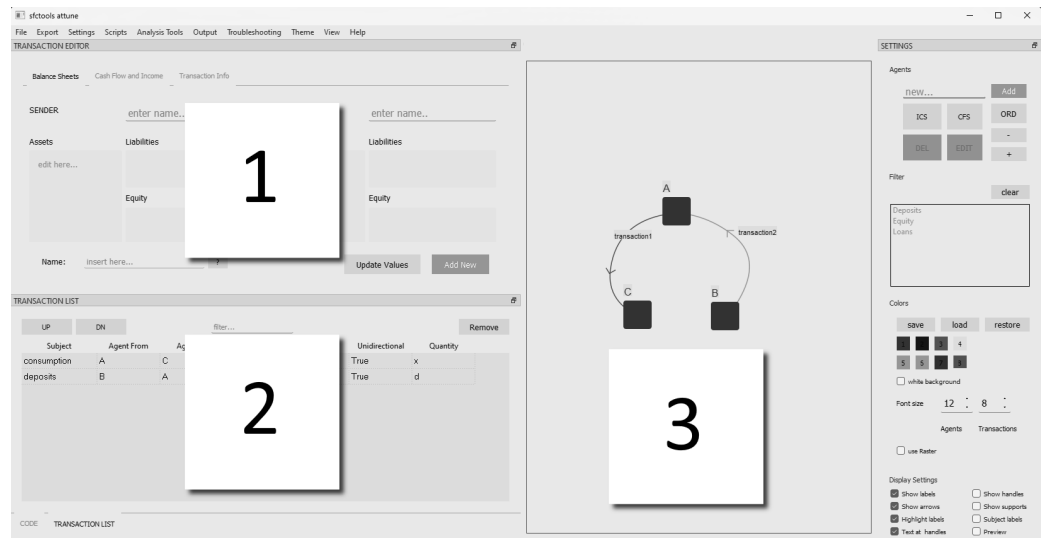 sfctools attune
File Export Settings Scripts Analysis Tools Output Troubleshooting Theme View Help
TRANSACTION EDITOR
Balance Sheets Cash Flow and Income Transaction Info
SENDER enter name.. enter name..
Assets Liabilities Liabilities
edit here...
1
Equity Equity
Name: insert here... ? Update Values Add New
TRANSACTION LIST
UP DN filter... Remove
Subject Agent From Unidirectional Quantity
consumption A C True x
deposits B A True d
2
CODE TRANSACTION LIST
A
transaction1 transaction2
C B
3
SETTINGS
Agents
new... Add
ICS CFS ORD
DEL EDIT -
+
Filter
clear
Deposits
Equity
Loans
Colors
save load restore
1 3 4
5 5 7
white background
Font size 12 8
Agents Transactions
use Raster
Display Settings
Show labels Show handles
Show arrows Show supports
Highlight labels Subject labels
Text at handles Preview